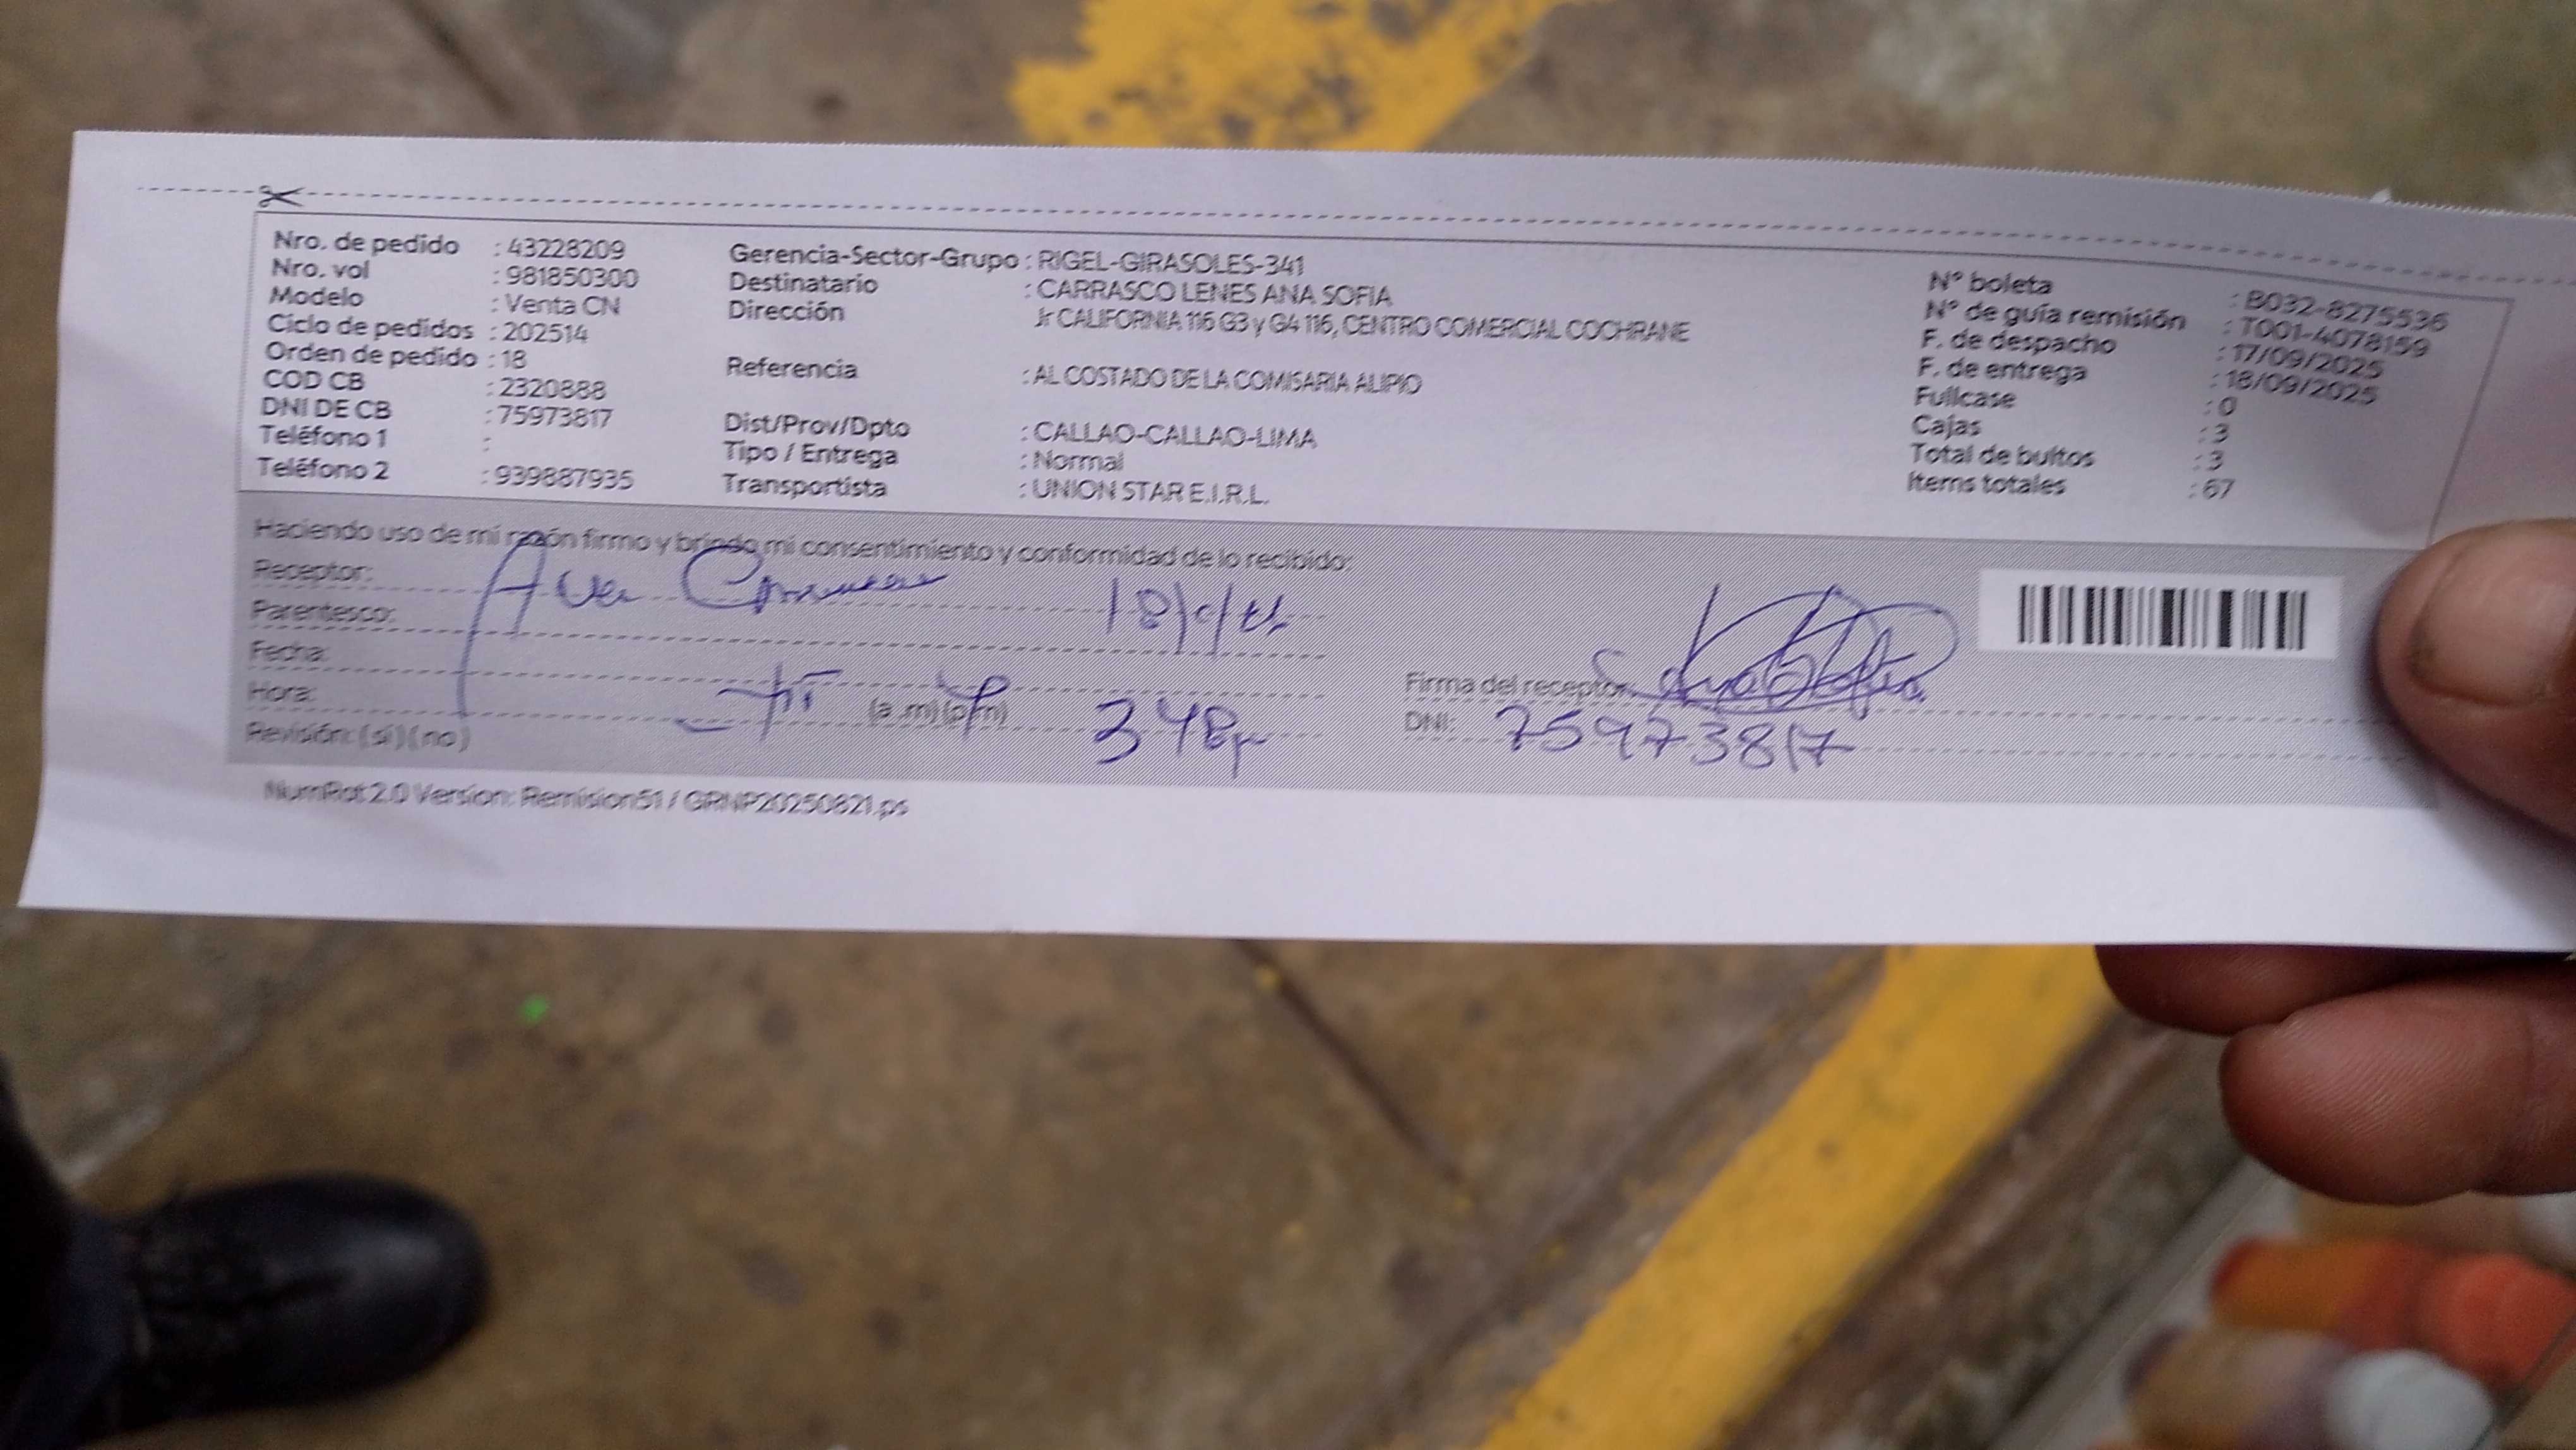 Nro. de pedido : 43228209
Nro. vol : 981850300
Modelo : Venta CN
Ciclo de pedidos : 202514
Orden de pedido : 18
COD CB : 2320888
DNI DE CB : 75973817
Teléfono 1 :
Teléfono 2 : 939887935
Gerencia-Sector-Grupo : RIGEL-GIRASOLES-341
Destinatario : CARRASCO LENES ANA SOFIA
Dirección Jr CALIFORNIA 116 G3 y G4 116, CENTRO COMERCIAL COCHRANE
Referencia : AL COSTADO DE LA COMISARIA ALIPIO
Dist/Prov/Dpto : CALLAO-CALLAO-LIMA
Tipo / Entrega : Normal
Transportista : UNION STAR E.I.R.L.
N° boleta : B032-8275536
N° de guía remisión : T001-4078159
F. de despacho : 17/09/2025
F. de entrega : 18/09/2025
Fullcase : 0
Cajas : 3
Total de bultos : 3
Items totales : 67
Haciendo uso de mi razón firmo y brindo mi consentimiento y conformidad de lo recibido:
Receptor:
Parentesco:
Fecha:
Hora: (a.m) (p.m)
Revisión: (si) (no)
Firma del receptor:
DNI: 75973817
NumRot 2.0 Version: Remision51 / GRNP20250821.ps